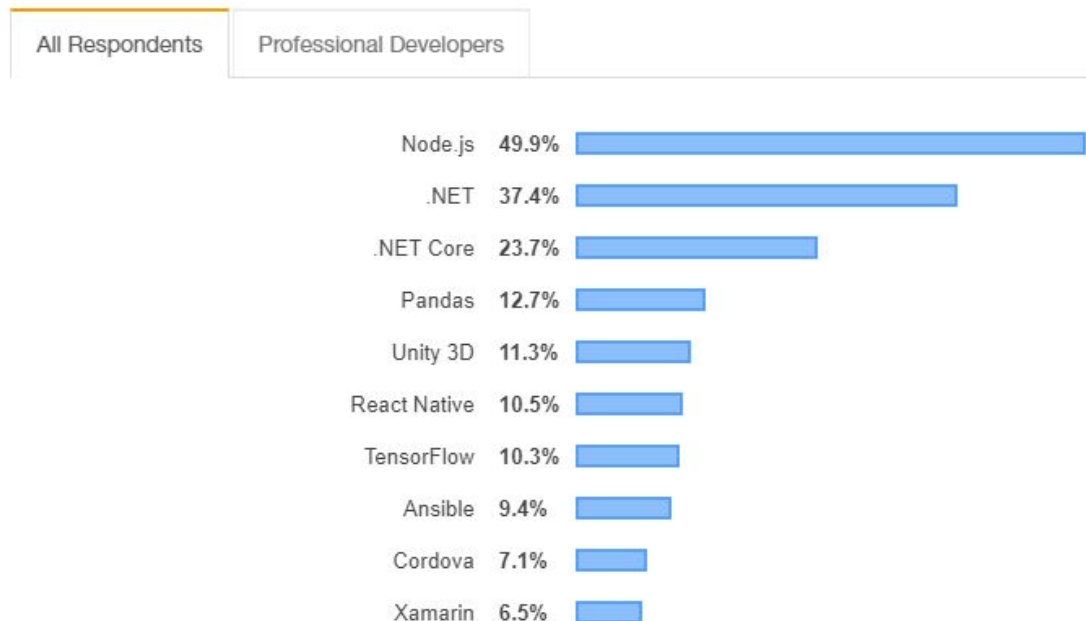 All Respondents Professional Developers
Node.js 49.9%
.NET 37.4%
.NET Core 23.7%
Pandas 12.7%
Unity 3D 11.3%
React Native 10.5%
TensorFlow 10.3%
Ansible 9.4%
Cordova 7.1%
Xamarin 6.5%